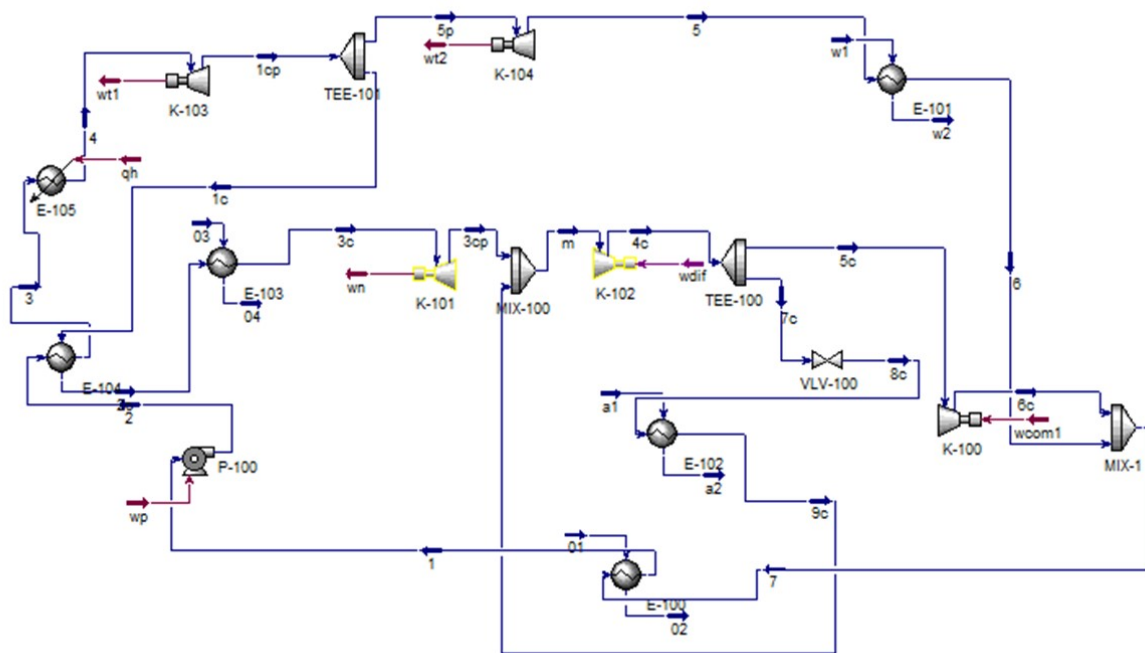 5p
5
w1
1cp
wt2
K-104
TEE-101
wt1
K-103
E-101
w2
4
qh
E-105
1c
03
3c
3cp
m
4c
5c
wn
wdif
K-101
K-102
TEE-100
MIX-100
E-103
04
3
6
7c
E-104
VLV-100
8c
2
a1
6c
K-100
wcom1
MIX-1
P-100
E-102
a2
wp
9c
1
01
7
E-100
02